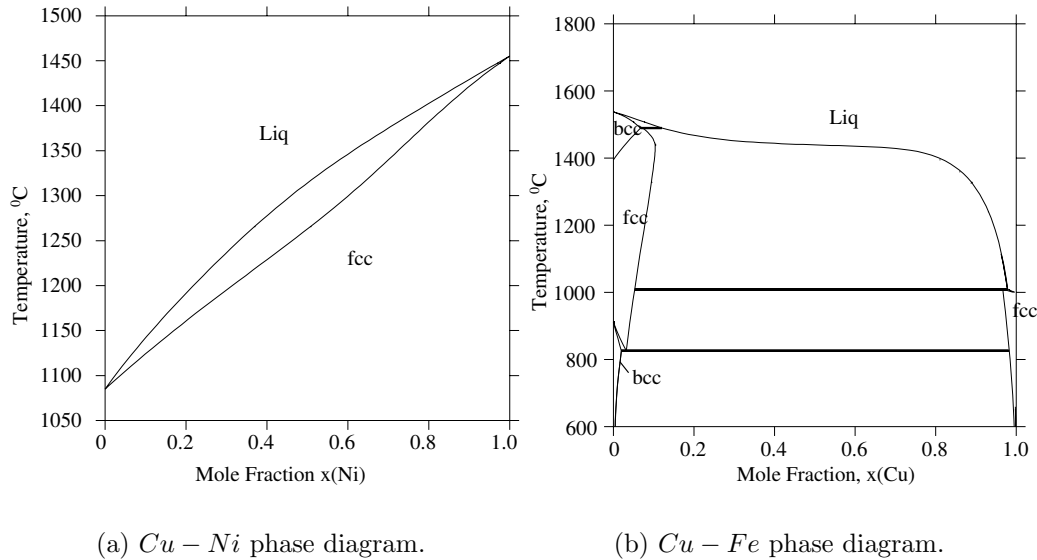 1500
1450
1400
1350
1300
1250
1200
1150
1100
1050
Temperature, ⁰C
Liq
fcc
0 0.2 0.4 0.6 0.8 1.0
Mole Fraction x(Ni)
(a) Cu − Ni phase diagram.
1800
1600
1400
1200
1000
800
600
Temperature, ⁰C
bcc
Liq
fcc
fcc
bcc
0 0.2 0.4 0.6 0.8 1.0
Mole Fraction, x(Cu)
(b) Cu − Fe phase diagram.